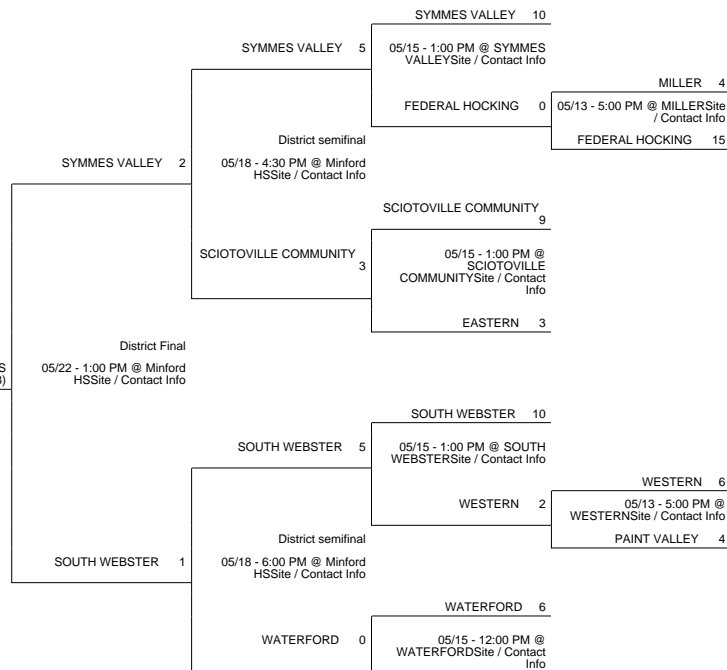 SYMMES VALLEY 10
SYMMES VALLEY 5
05/15 - 1:00 PM @ SYMMES
VALLEYSite / Contact Info
MILLER 4
FEDERAL HOCKING 0
05/13 - 5:00 PM @ MILLERSite
/ Contact Info
District semifinal
FEDERAL HOCKING 15
SYMMES VALLEY 2
05/18 - 4:30 PM @ Minford
HSSite / Contact Info
SCIOTOVILLE COMMUNITY
9
SCIOTOVILLE COMMUNITY
3
05/15 - 1:00 PM @
SCIOTOVILLE
COMMUNITYSite / Contact
Info
EASTERN 3
District Final
S
3)
05/22 - 1:00 PM @ Minford
HSSite / Contact Info
SOUTH WEBSTER 10
SOUTH WEBSTER 5
05/15 - 1:00 PM @ SOUTH
WEBSTERSite / Contact Info
WESTERN 6
WESTERN 2
05/13 - 5:00 PM @
WESTERNSite / Contact Info
District semifinal
PAINT VALLEY 4
SOUTH WEBSTER 1
05/18 - 6:00 PM @ Minford
HSSite / Contact Info
WATERFORD 6
WATERFORD 0
05/15 - 12:00 PM @
WATERFORDSite / Contact
Info